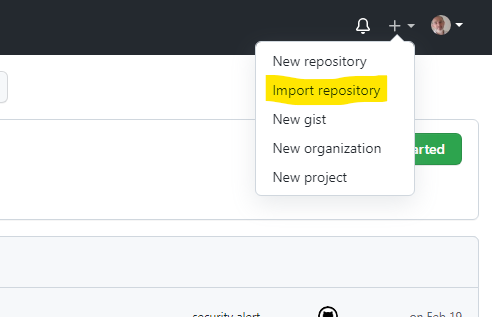 New repository
Import repository
New gist
New organization
arted
New project
security alert
on Feb 19